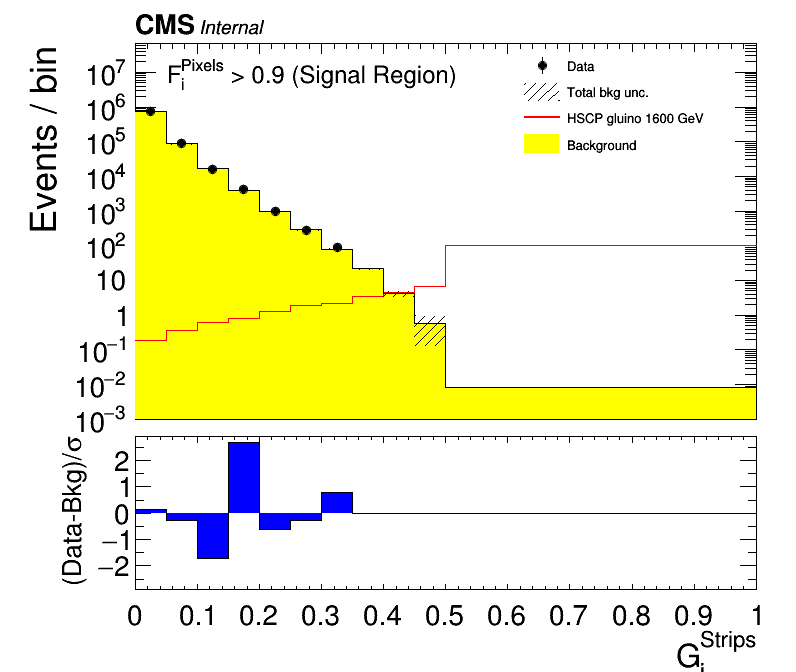 CMS Internal
Events / bin
F_i^Pixels > 0.9 (Signal Region)
Data
Total bkg unc.
HSCP gluino 1600 GeV
Background
10^7
10^6
10^5
10^4
10^3
10^2
10
1
10^−1
10^−2
10^−3
(Data-Bkg)/σ
2
1
0
−1
−2
0 0.1 0.2 0.3 0.4 0.5 0.6 0.7 0.8 0.9 1
G_i^Strips